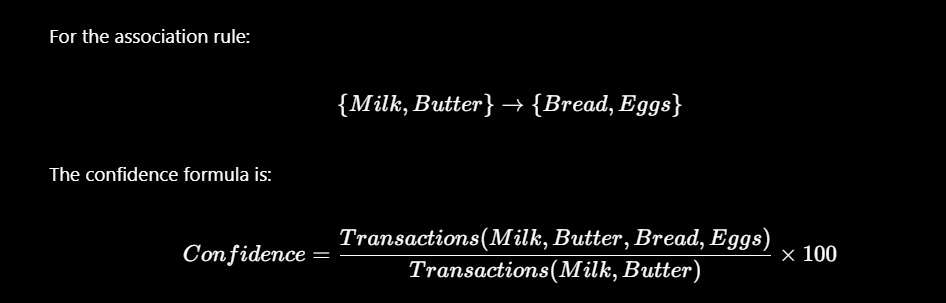 For the association rule:
{Milk, Butter} → {Bread, Eggs}
The confidence formula is:
Confidence = Transactions(Milk, Butter, Bread, Eggs) / Transactions(Milk, Butter) × 100